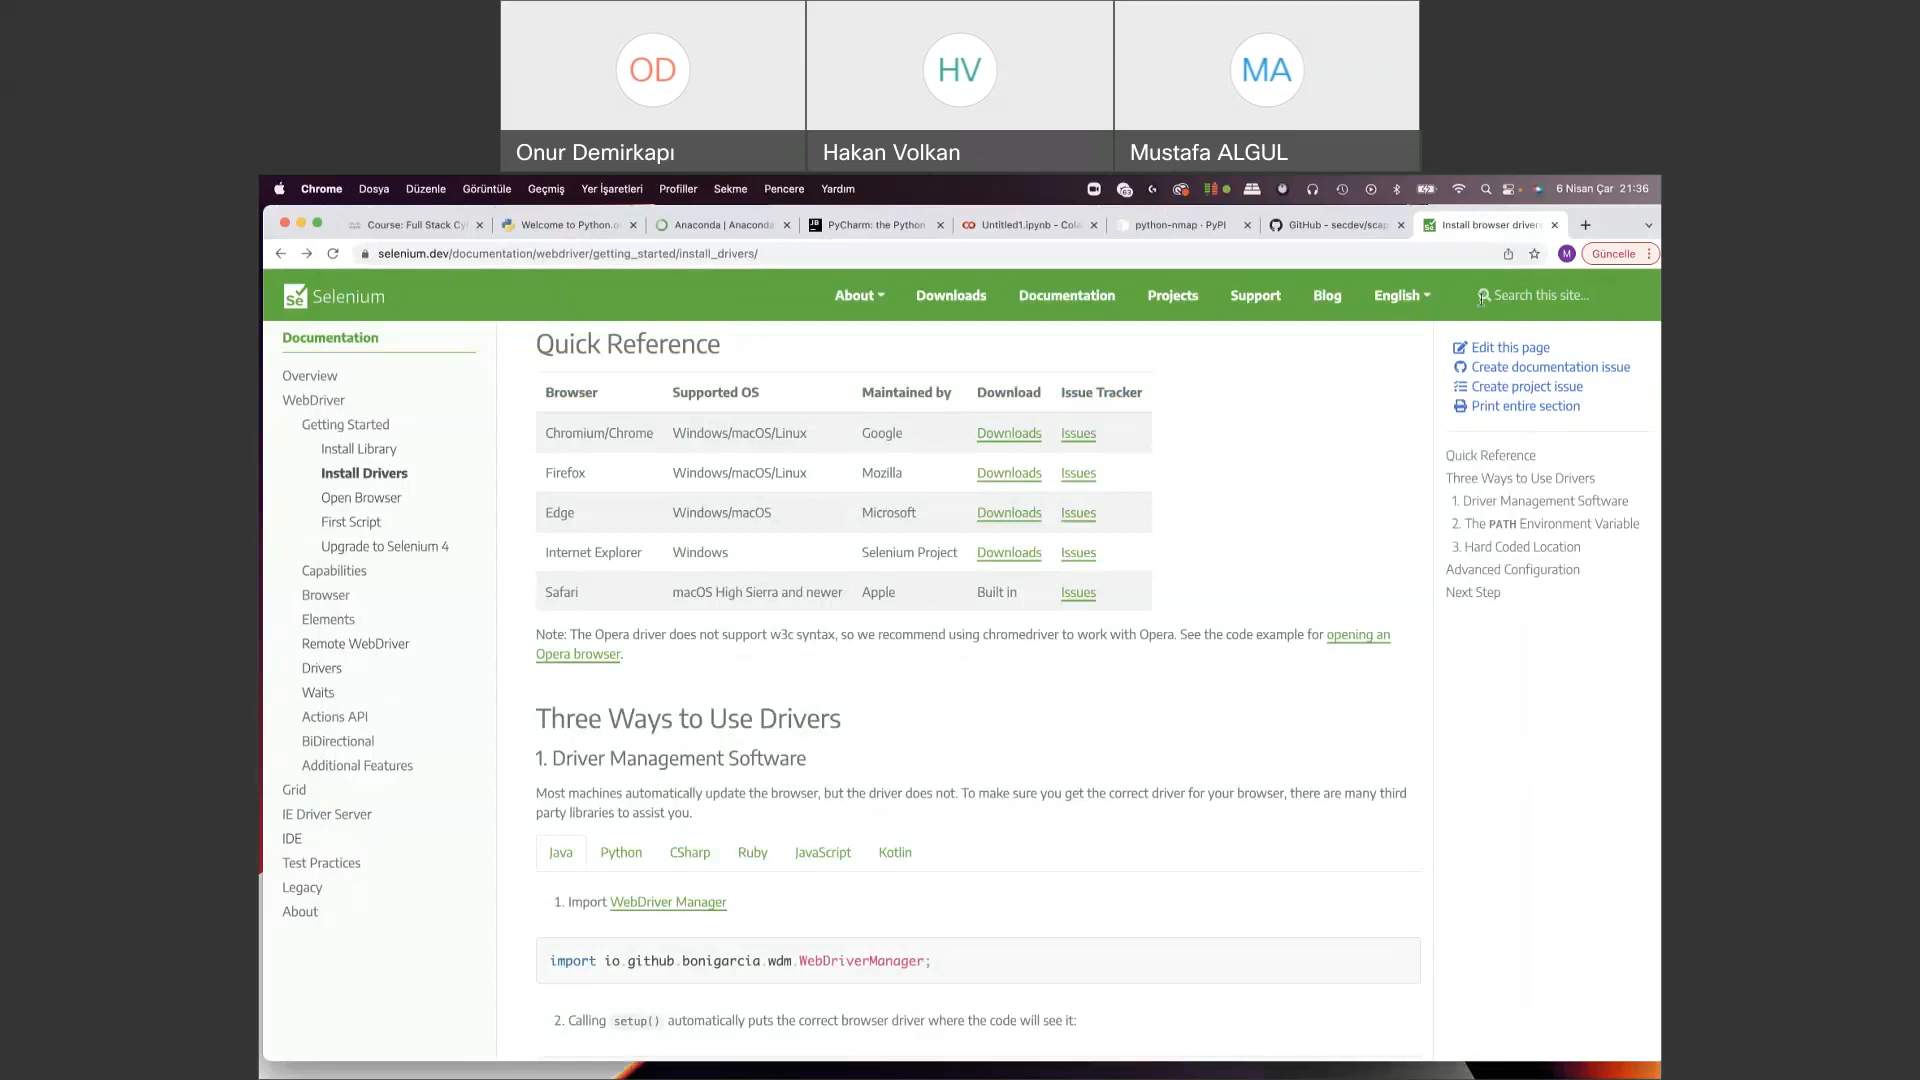 OD
HV
MA
Onur Demirkapı
Hakan Volkan
Mustafa ALGUL
Chrome Dosya Düzenle Görüntüle Geçmiş Yer İşaretleri Profiller Sekme Pencere Yardım
6 Nisan Çar 21:36
Course: Full Stack Cy
Welcome to Python.o
Anaconda | Anaconda
PyCharm: the Python
Untitled1.ipynb - Cola
python-nmap · PyPI
GitHub - secdev/scap
Install browser drivers
selenium.dev/documentation/webdriver/getting_started/install_drivers/
M
Güncelle
Se Selenium
About
Downloads
Documentation
Projects
Support
Blog
English
Search this site...
Documentation
Overview
WebDriver
Getting Started
Install Library
Install Drivers
Open Browser
First Script
Upgrade to Selenium 4
Capabilities
Browser
Elements
Remote WebDriver
Drivers
Waits
Actions API
BiDirectional
Additional Features
Grid
IE Driver Server
IDE
Test Practices
Legacy
About
Quick Reference
Browser Supported OS Maintained by Download Issue Tracker
Chromium/Chrome Windows/macOS/Linux Google Downloads Issues
Firefox Windows/macOS/Linux Mozilla Downloads Issues
Edge Windows/macOS Microsoft Downloads Issues
Internet Explorer Windows Selenium Project Downloads Issues
Safari macOS High Sierra and newer Apple Built in Issues
Note: The Opera driver does not support w3c syntax, so we recommend using chromedriver to work with Opera. See the code example for opening an
Opera browser.
Three Ways to Use Drivers
1. Driver Management Software
Most machines automatically update the browser, but the driver does not. To make sure you get the correct driver for your browser, there are many third
party libraries to assist you.
Java Python CSharp Ruby JavaScript Kotlin
1. Import WebDriver Manager
import io.github.bonigarcia.wdm.WebDriverManager;
2. Calling setup() automatically puts the correct browser driver where the code will see it:
Edit this page
Create documentation issue
Create project issue
Print entire section
Quick Reference
Three Ways to Use Drivers
1. Driver Management Software
2. The PATH Environment Variable
3. Hard Coded Location
Advanced Configuration
Next Step